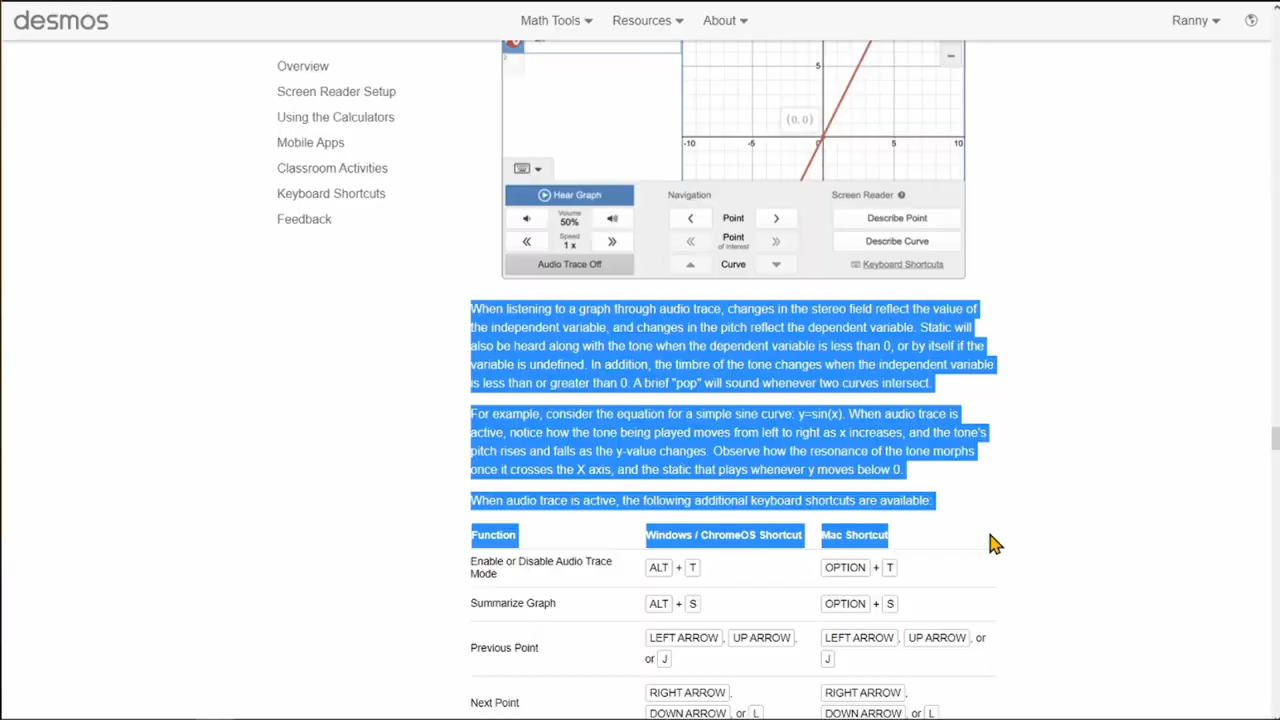 desmos
Math Tools
Resources
About
Ranny
Overview
Screen Reader Setup
Using the Calculators
Mobile Apps
Classroom Activities
Keyboard Shortcuts
Feedback
2
5
(0, 0)
-10
-5
0
5
10
Hear Graph
Volume
50%
Speed
1 x
Audio Trace Off
Navigation
Point
Point
of Interest
Curve
Screen Reader
Describe Point
Describe Curve
Keyboard Shortcuts
When listening to a graph through audio trace, changes in the stereo field reflect the value of
the independent variable, and changes in the pitch reflect the dependent variable. Static will
also be heard along with the tone when the dependent variable is less than 0, or by itself if the
variable is undefined. In addition, the timbre of the tone changes when the independent variable
is less than or greater than 0. A brief "pop" will sound whenever two curves intersect.
For example, consider the equation for a simple sine curve: y=sin(x). When audio trace is
active, notice how the tone being played moves from left to right as x increases, and the tone's
pitch rises and falls as the y-value changes. Observe how the resonance of the tone morphs
once it crosses the X axis, and the static that plays whenever y moves below 0.
When audio trace is active, the following additional keyboard shortcuts are available:
Function Windows / ChromeOS Shortcut Mac Shortcut
Enable or Disable Audio Trace
Mode
ALT + T
OPTION + T
Summarize Graph
ALT + S
OPTION + S
Previous Point
LEFT ARROW, UP ARROW,
or J
LEFT ARROW, UP ARROW, or
J
Next Point
RIGHT ARROW,
DOWN ARROW, or L
RIGHT ARROW,
DOWN ARROW, or L